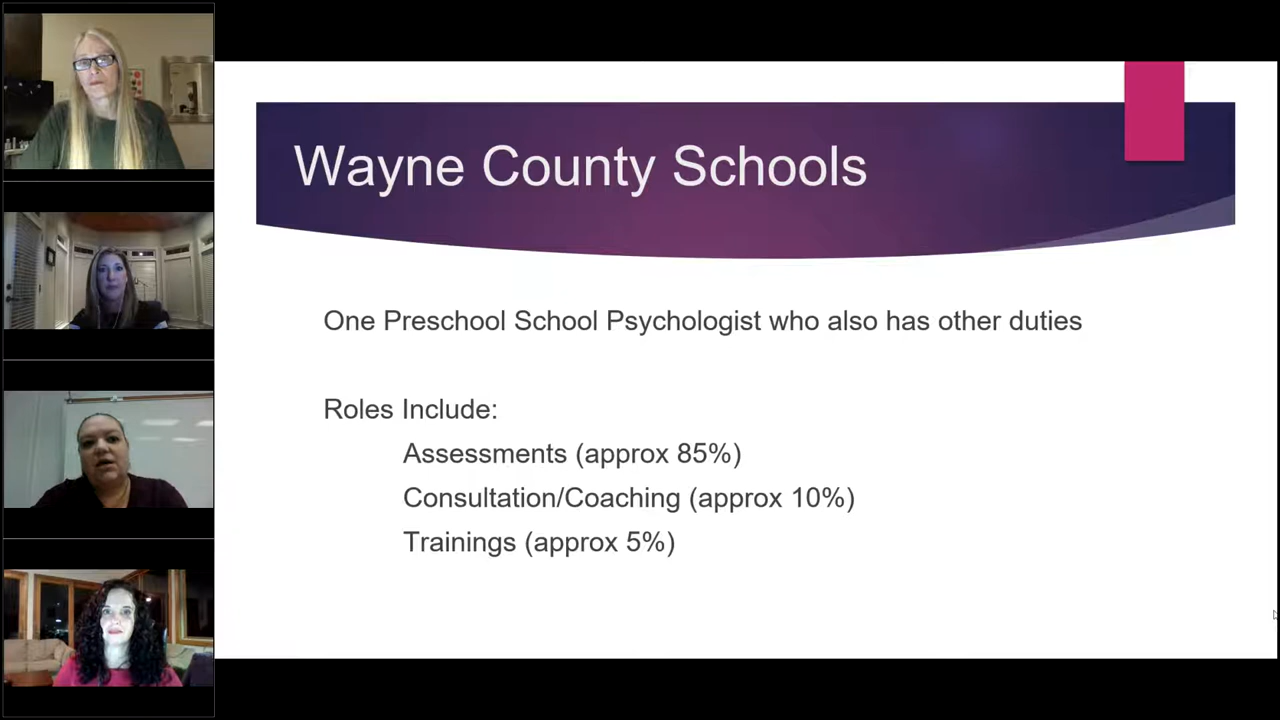 Wayne County Schools
One Preschool School Psychologist who also has other duties
Roles Include:
Assessments (approx 85%)
Consultation/Coaching (approx 10%)
Trainings (approx 5%)